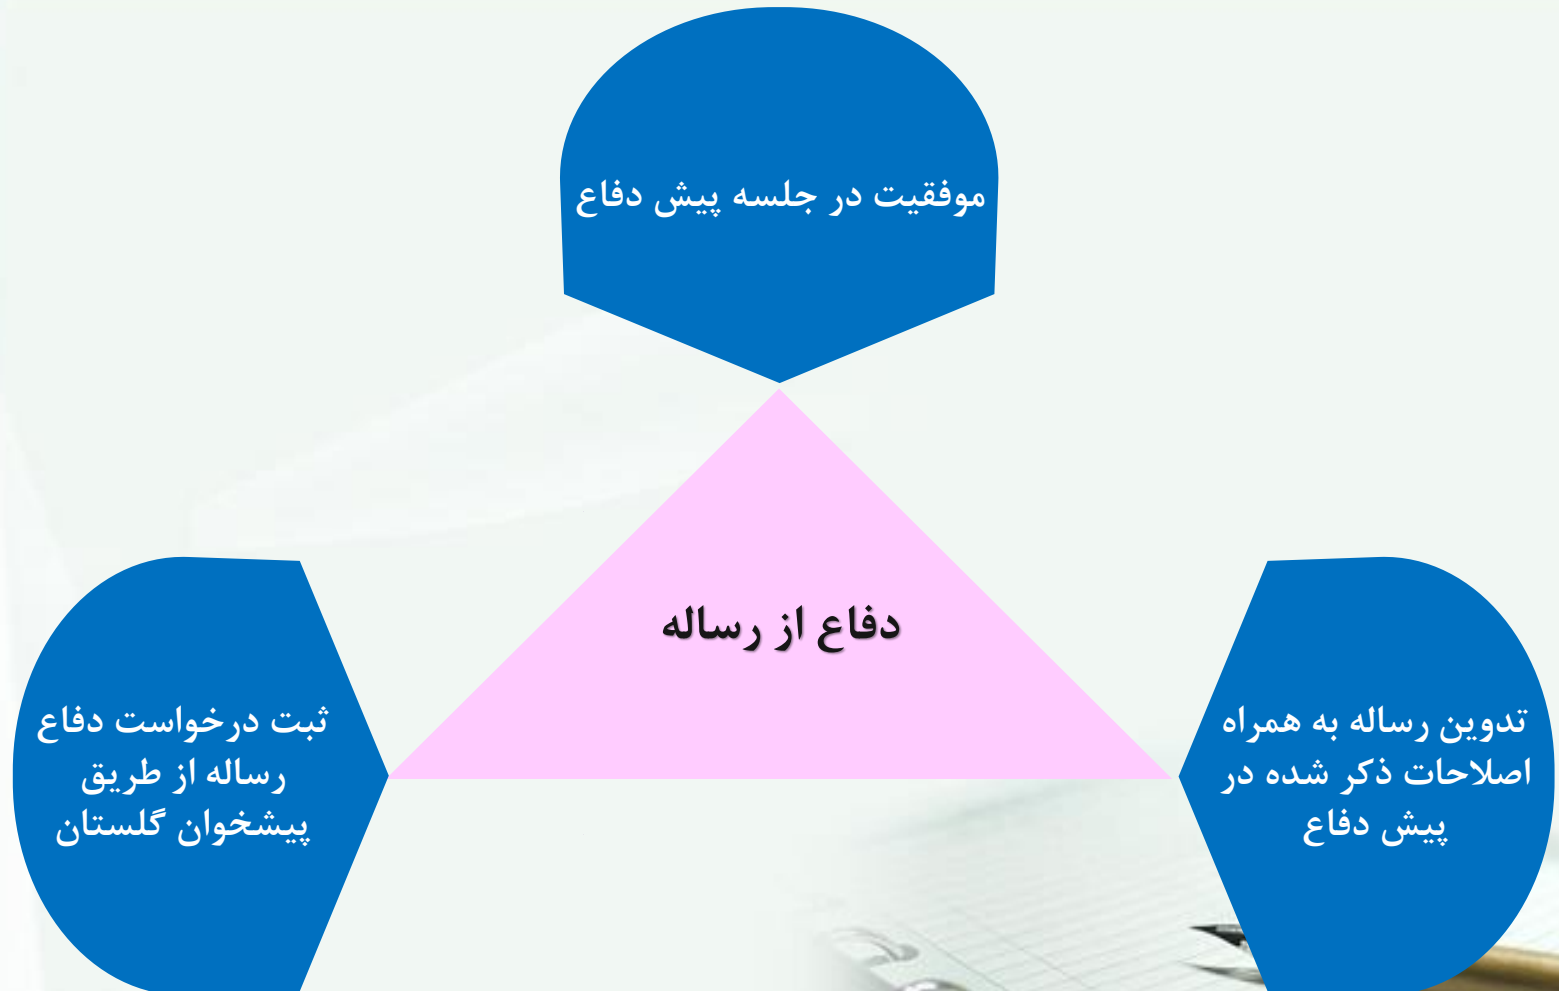 موفقیت در جلسه پیش دفاع
دفاع از رساله
تدوین رساله به همراه
اصلاحات ذکر شده در
پیش دفاع
ثبت درخواست دفاع
رساله از طریق
پیشخوان گلستان